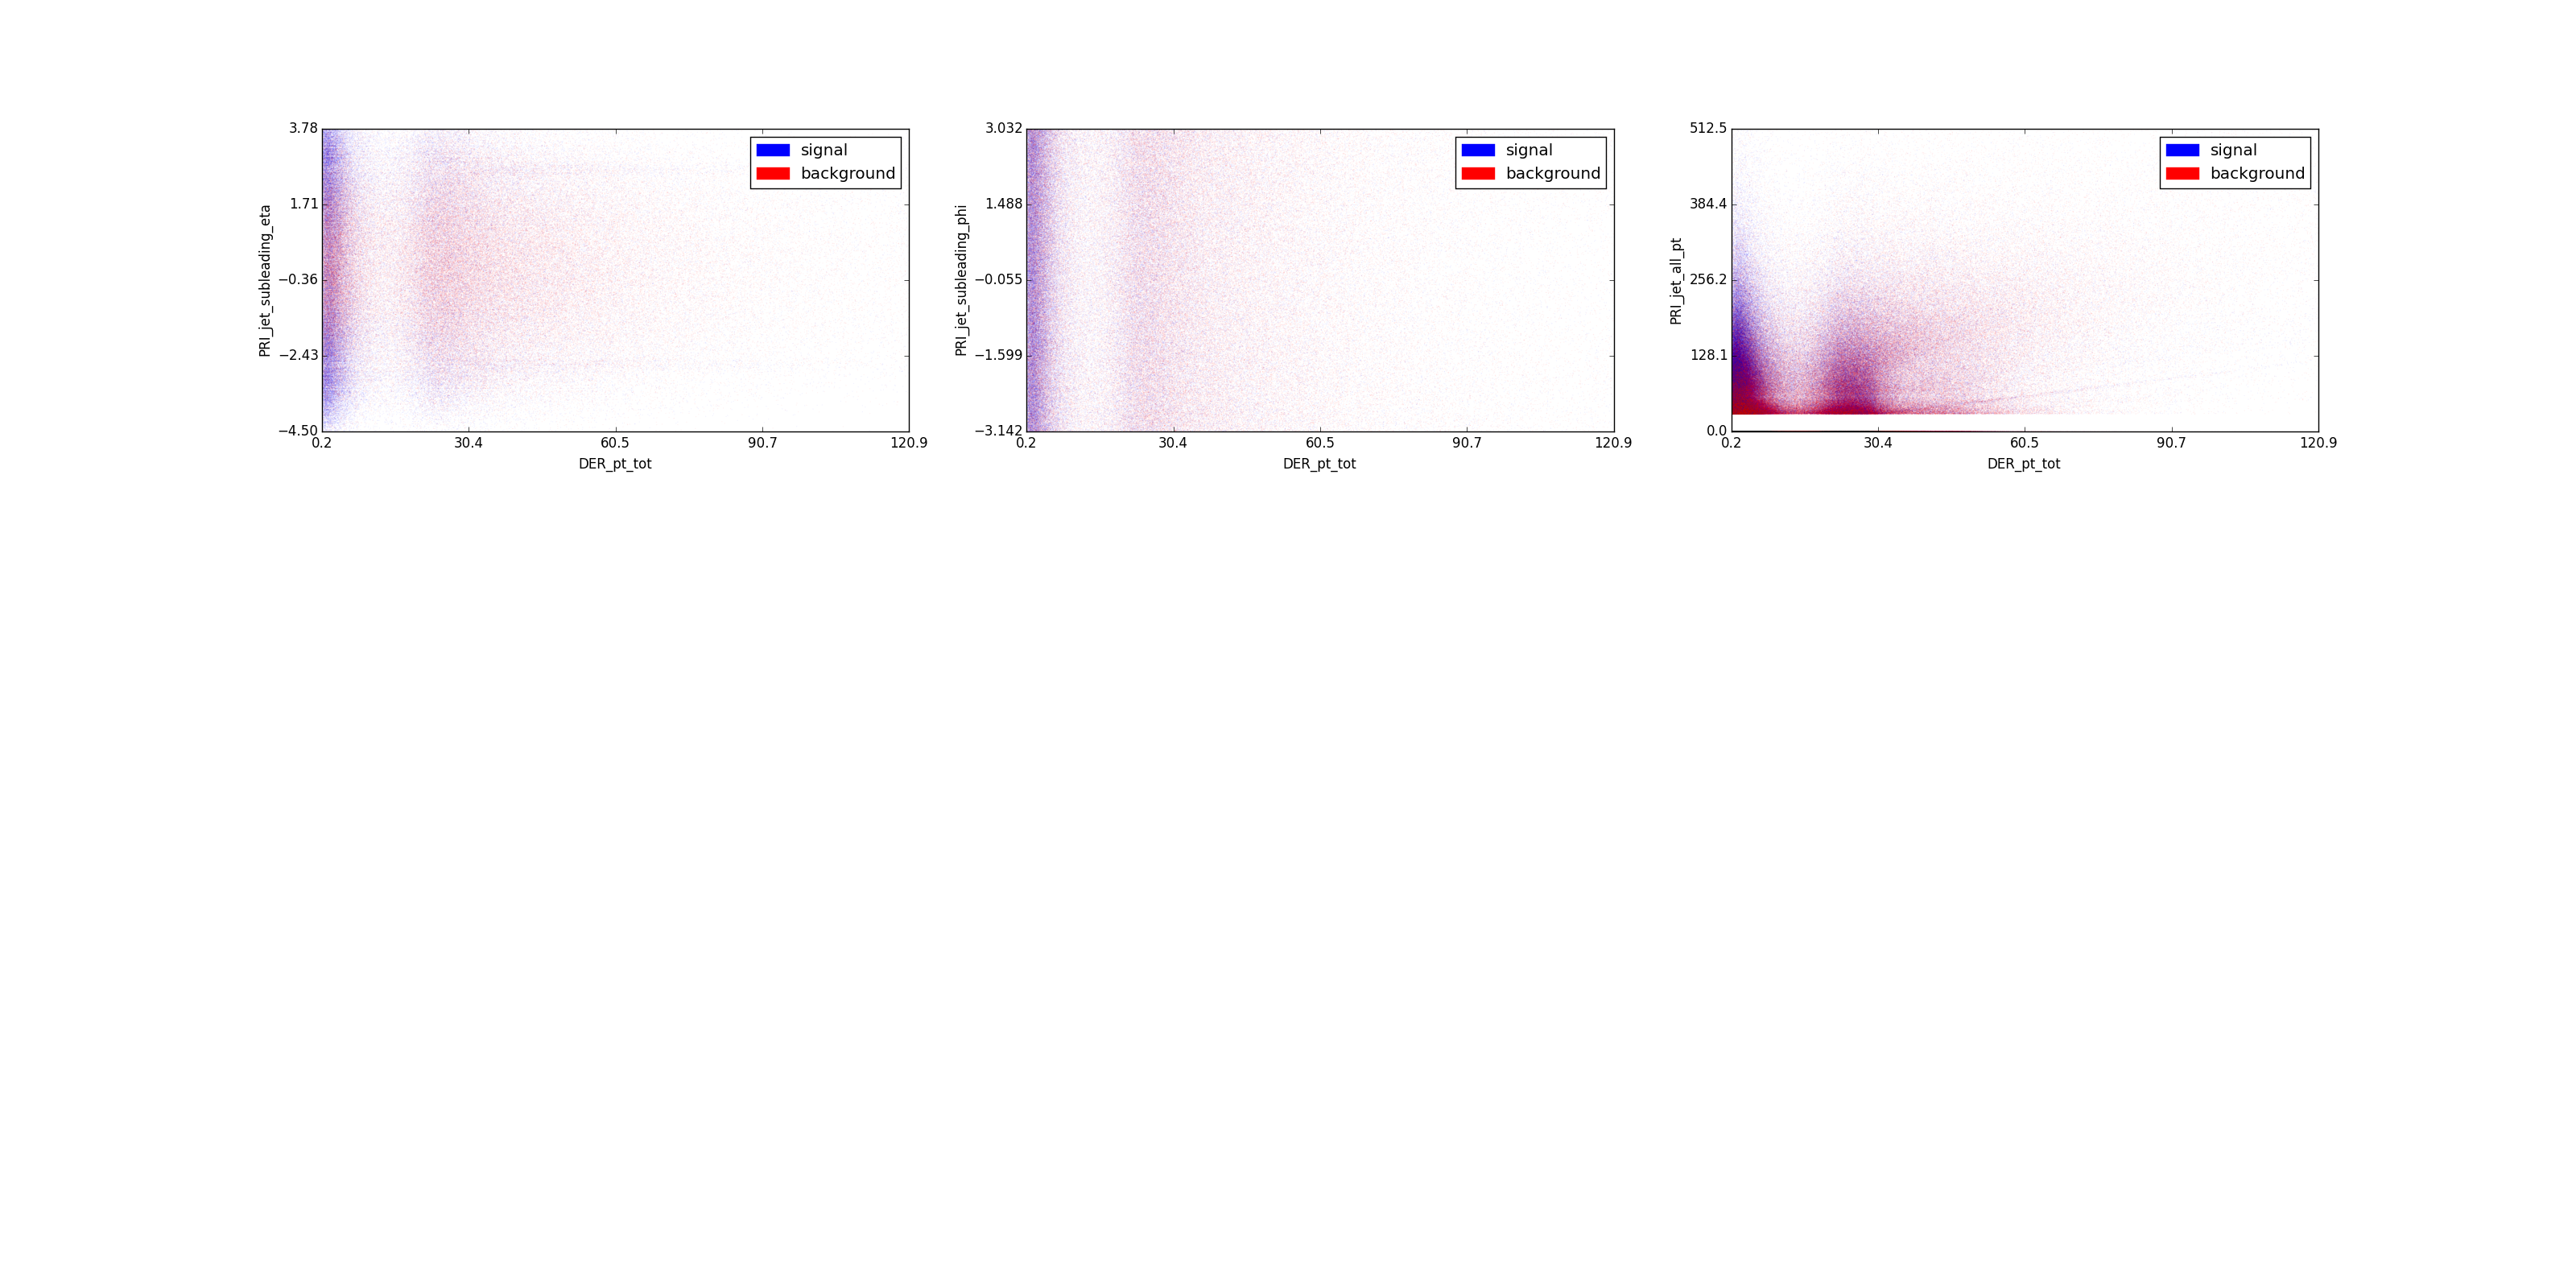 3.78
1.71
−0.36
−2.43
−4.50
PRI_jet_subleading_eta
0.2 30.4 60.5 90.7 120.9
DER_pt_tot
signal
background
3.032
1.488
−0.055
−1.599
−3.142
PRI_jet_subleading_phi
0.2 30.4 60.5 90.7 120.9
DER_pt_tot
signal
background
512.5
384.4
256.2
128.1
0.0
PRI_jet_all_pt
0.2 30.4 60.5 90.7 120.9
DER_pt_tot
signal
background